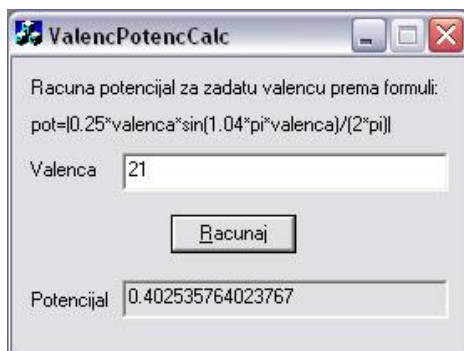 ValencPotencCalc
Racuna potencijal za zadatu valencu prema formuli:
pot=|0.25*valenca*sin(1.04*pi*valenca)/(2*pi)|
Valenca 21
Racunaj
Potencijal 0.402535764023767